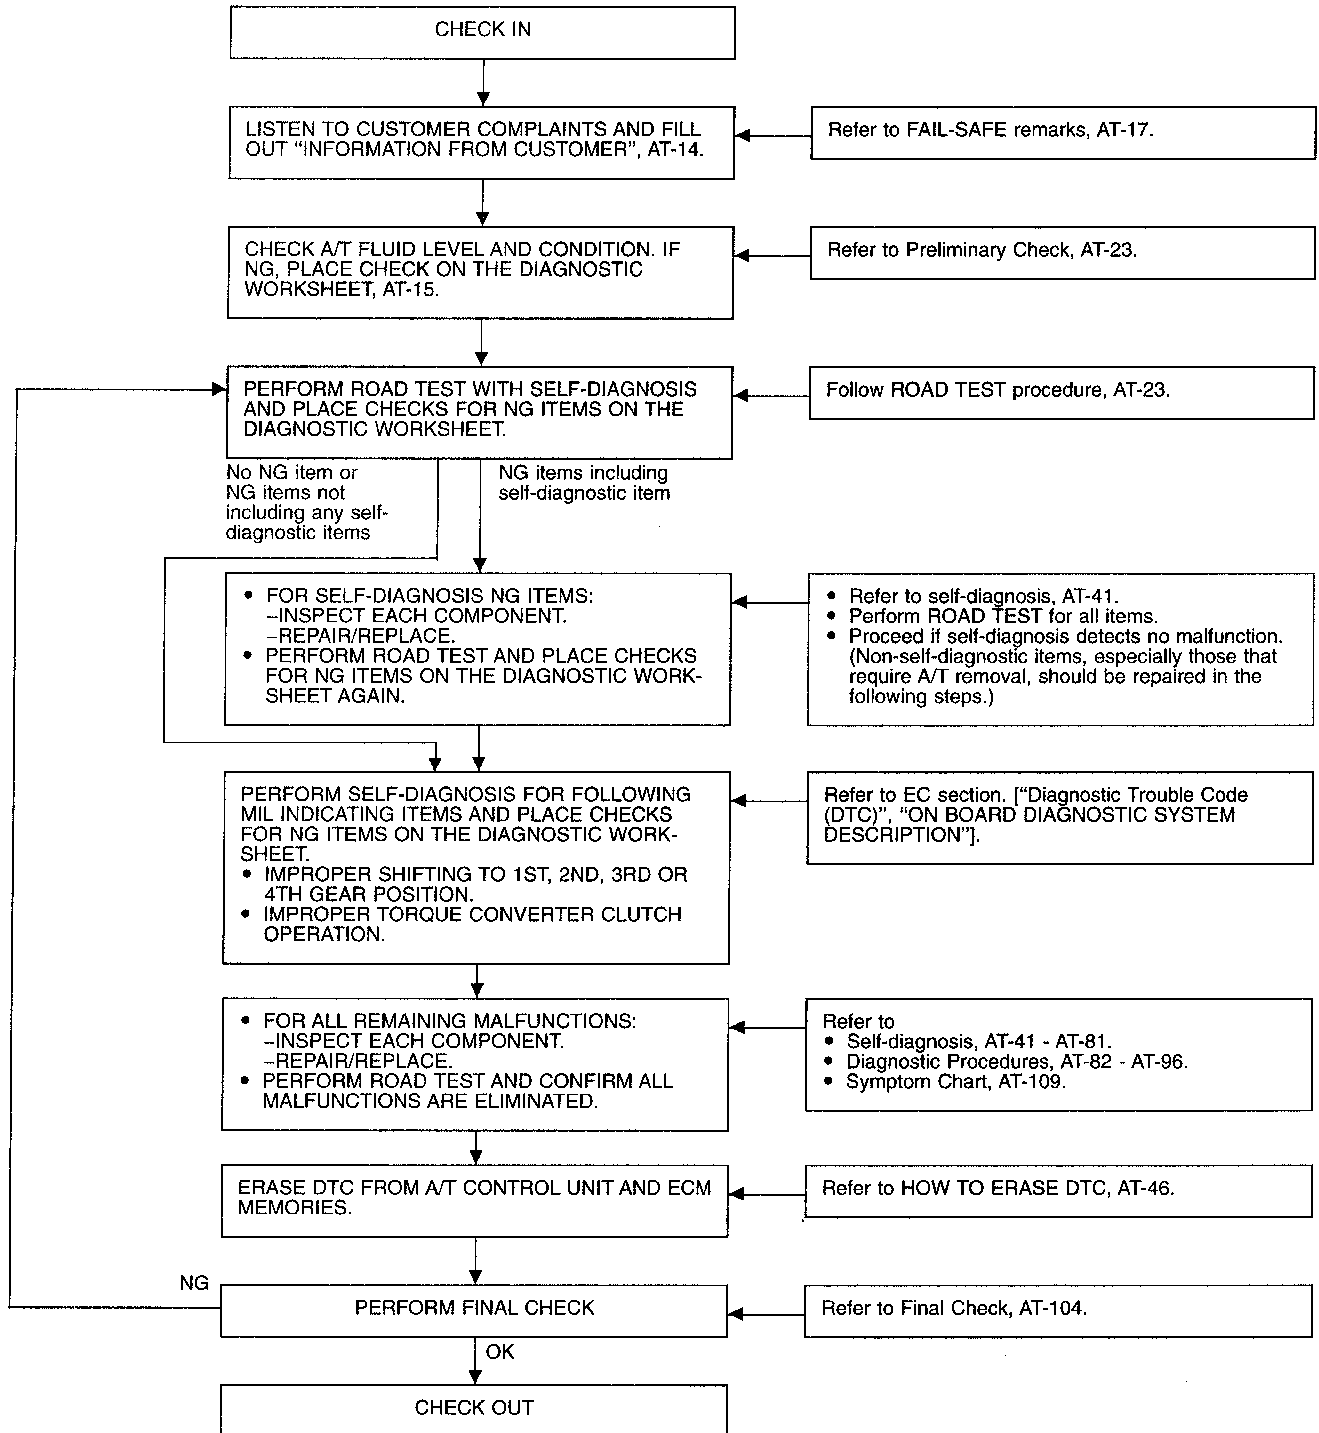 CHECK IN
LISTEN TO CUSTOMER COMPLAINTS AND FILL
OUT “INFORMATION FROM CUSTOMER”, AT-14.
Refer to FAIL-SAFE remarks, AT-17.
CHECK A/T FLUID LEVEL AND CONDITION. IF
NG, PLACE CHECK ON THE DIAGNOSTIC
WORKSHEET, AT-15.
Refer to Preliminary Check, AT-23.
PERFORM ROAD TEST WITH SELF-DIAGNOSIS
AND PLACE CHECKS FOR NG ITEMS ON THE
DIAGNOSTIC WORKSHEET.
Follow ROAD TEST procedure, AT-23.
No NG item or
NG items not
including any self-
diagnostic items
NG items including
self-diagnostic item
• FOR SELF-DIAGNOSIS NG ITEMS:
–INSPECT EACH COMPONENT.
–REPAIR/REPLACE.
• PERFORM ROAD TEST AND PLACE CHECKS
FOR NG ITEMS ON THE DIAGNOSTIC WORK-
SHEET AGAIN.
• Refer to self-diagnosis, AT-41.
• Perform ROAD TEST for all items.
• Proceed if self-diagnosis detects no malfunction.
(Non-self-diagnostic items, especially those that
require A/T removal, should be repaired in the
following steps.)
PERFORM SELF-DIAGNOSIS FOR FOLLOWING
MIL INDICATING ITEMS AND PLACE CHECKS
FOR NG ITEMS ON THE DIAGNOSTIC WORK-
SHEET.
• IMPROPER SHIFTING TO 1ST, 2ND, 3RD OR
4TH GEAR POSITION.
• IMPROPER TORQUE CONVERTER CLUTCH
OPERATION.
Refer to EC section. [“Diagnostic Trouble Code
(DTC)”, “ON BOARD DIAGNOSTIC SYSTEM
DESCRIPTION”].
• FOR ALL REMAINING MALFUNCTIONS:
–INSPECT EACH COMPONENT.
–REPAIR/REPLACE.
• PERFORM ROAD TEST AND CONFIRM ALL
MALFUNCTIONS ARE ELIMINATED.
Refer to
• Self-diagnosis, AT-41 - AT-81.
• Diagnostic Procedures, AT-82 - AT-96.
• Symptom Chart, AT-109.
ERASE DTC FROM A/T CONTROL UNIT AND ECM
MEMORIES.
Refer to HOW TO ERASE DTC, AT-46.
NG
PERFORM FINAL CHECK
Refer to Final Check, AT-104.
OK
CHECK OUT